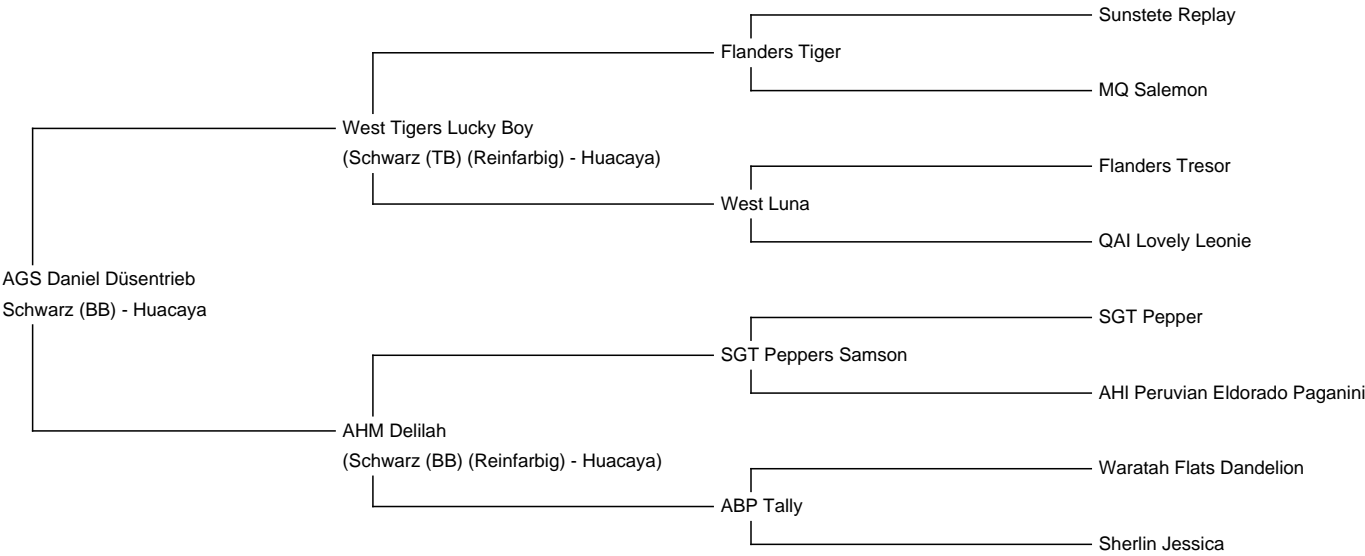 Sunstete Replay
Flanders Tiger
MQ Salemon
West Tigers Lucky Boy
(Schwarz (TB) (Reinfarbig) - Huacaya)
Flanders Tresor
West Luna
QAI Lovely Leonie
AGS Daniel Düsentrieb
Schwarz (BB) - Huacaya
SGT Pepper
SGT Peppers Samson
AHI Peruvian Eldorado Paganini
AHM Delilah
(Schwarz (BB) (Reinfarbig) - Huacaya)
Waratah Flats Dandelion
ABP Tally
Sherlin Jessica